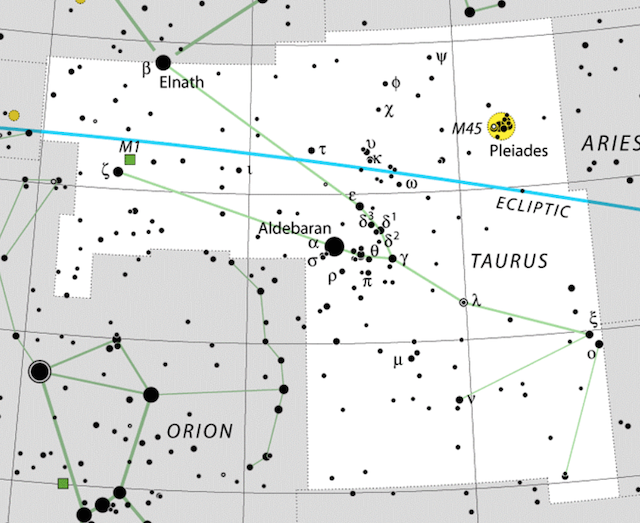 ψ
β
Elnath
φ
χ
M45
Pleiades
ARIES
M1
τ
υ
κ
ζ
ι
ω
ε
ECLIPTIC
δ³
δ¹
Aldebaran
δ²
α
θ
γ
σ
TAURUS
ρ
π
λ
ξ
ο
μ
ν
ORION